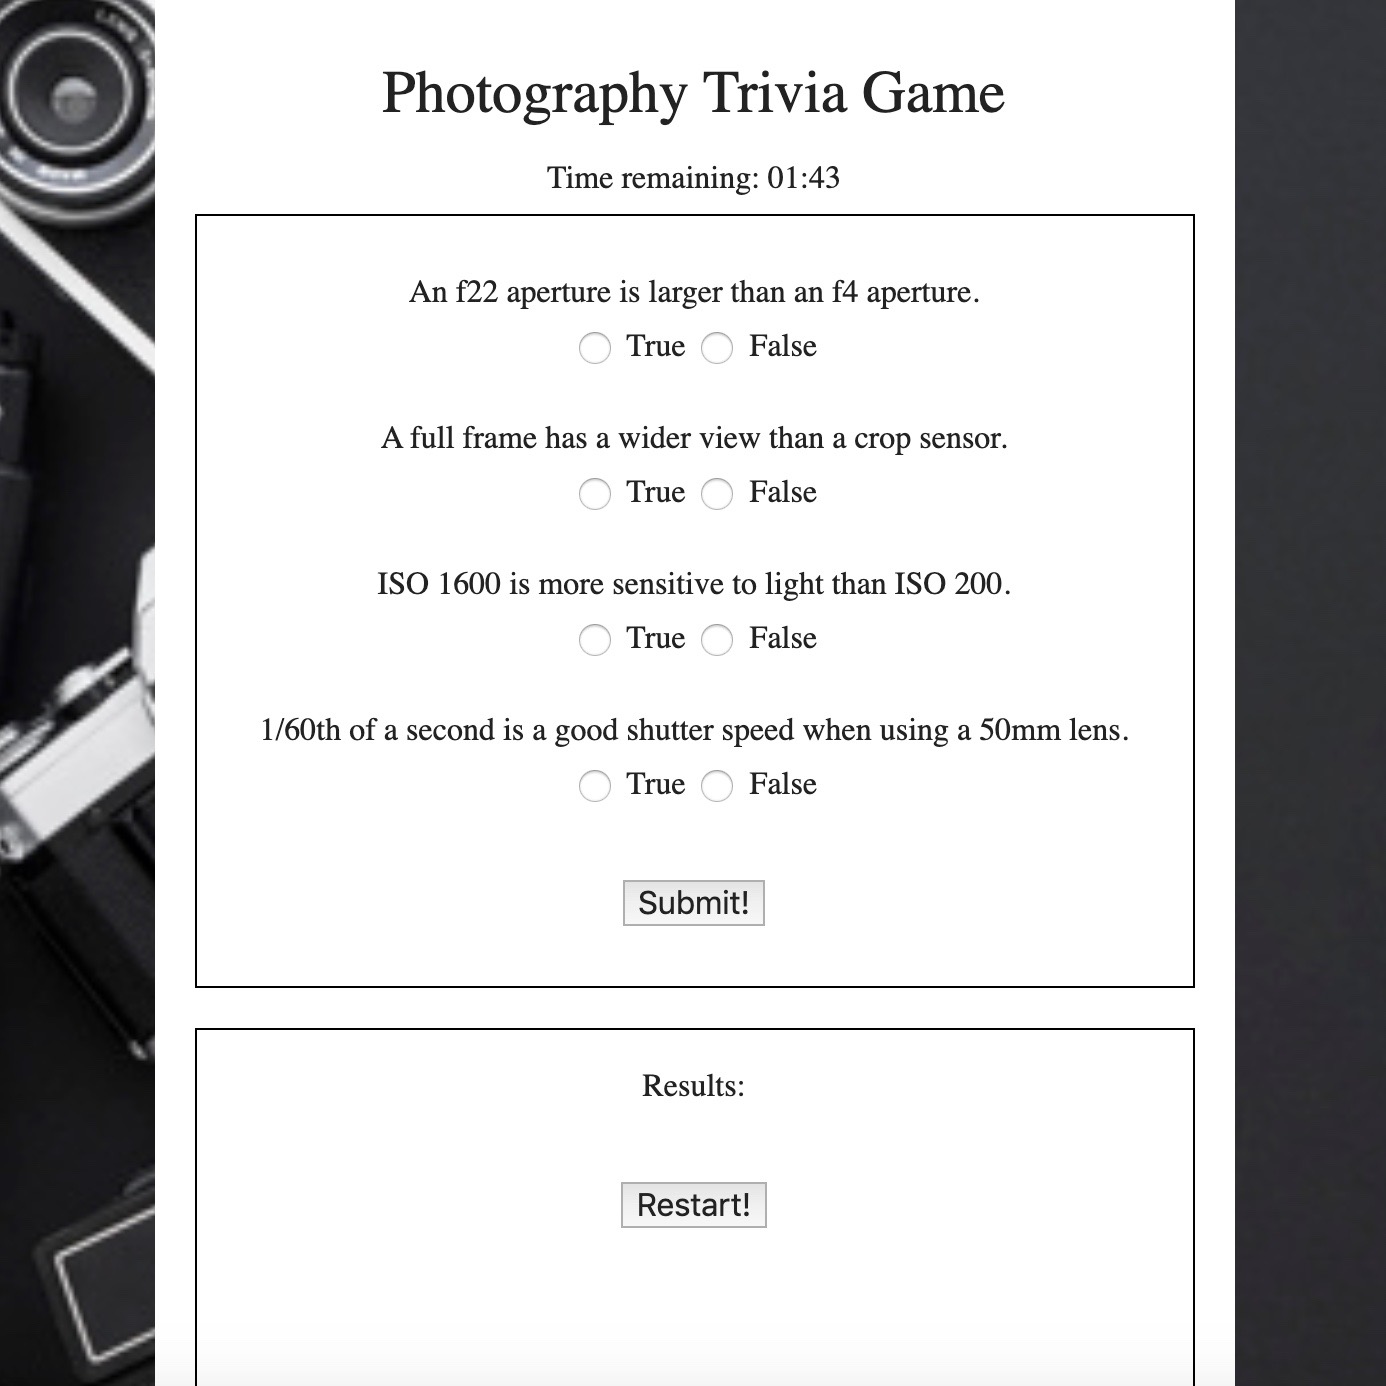 Photography Trivia Game
Time remaining: 01:43
An f22 aperture is larger than an f4 aperture.
True False
A full frame has a wider view than a crop sensor.
True False
ISO 1600 is more sensitive to light than ISO 200.
True False
1/60th of a second is a good shutter speed when using a 50mm lens.
True False
Submit!
Results:
Restart!